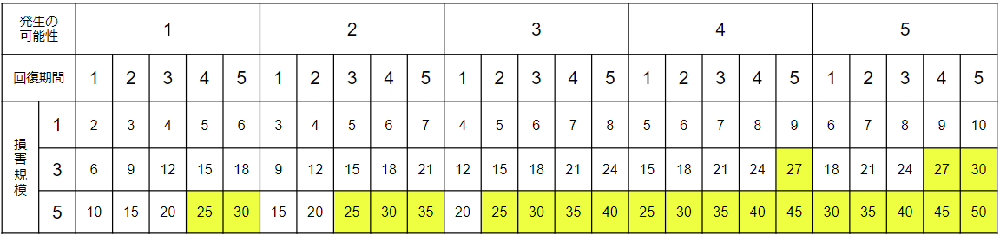 発生の
可能性 1 2 3 4 5
回復期間 1 2 3 4 5 1 2 3 4 5 1 2 3 4 5 1 2 3 4 5 1 2 3 4 5
損害規模
1 2 3 4 5 6 3 4 5 6 7 4 5 6 7 8 5 6 7 8 9 6 7 8 9 10
3 6 9 12 15 18 9 12 15 18 21 12 15 18 21 24 15 18 21 24 27 18 21 24 27 30
5 10 15 20 25 30 15 20 25 30 35 20 25 30 35 40 25 30 35 40 45 30 35 40 45 50